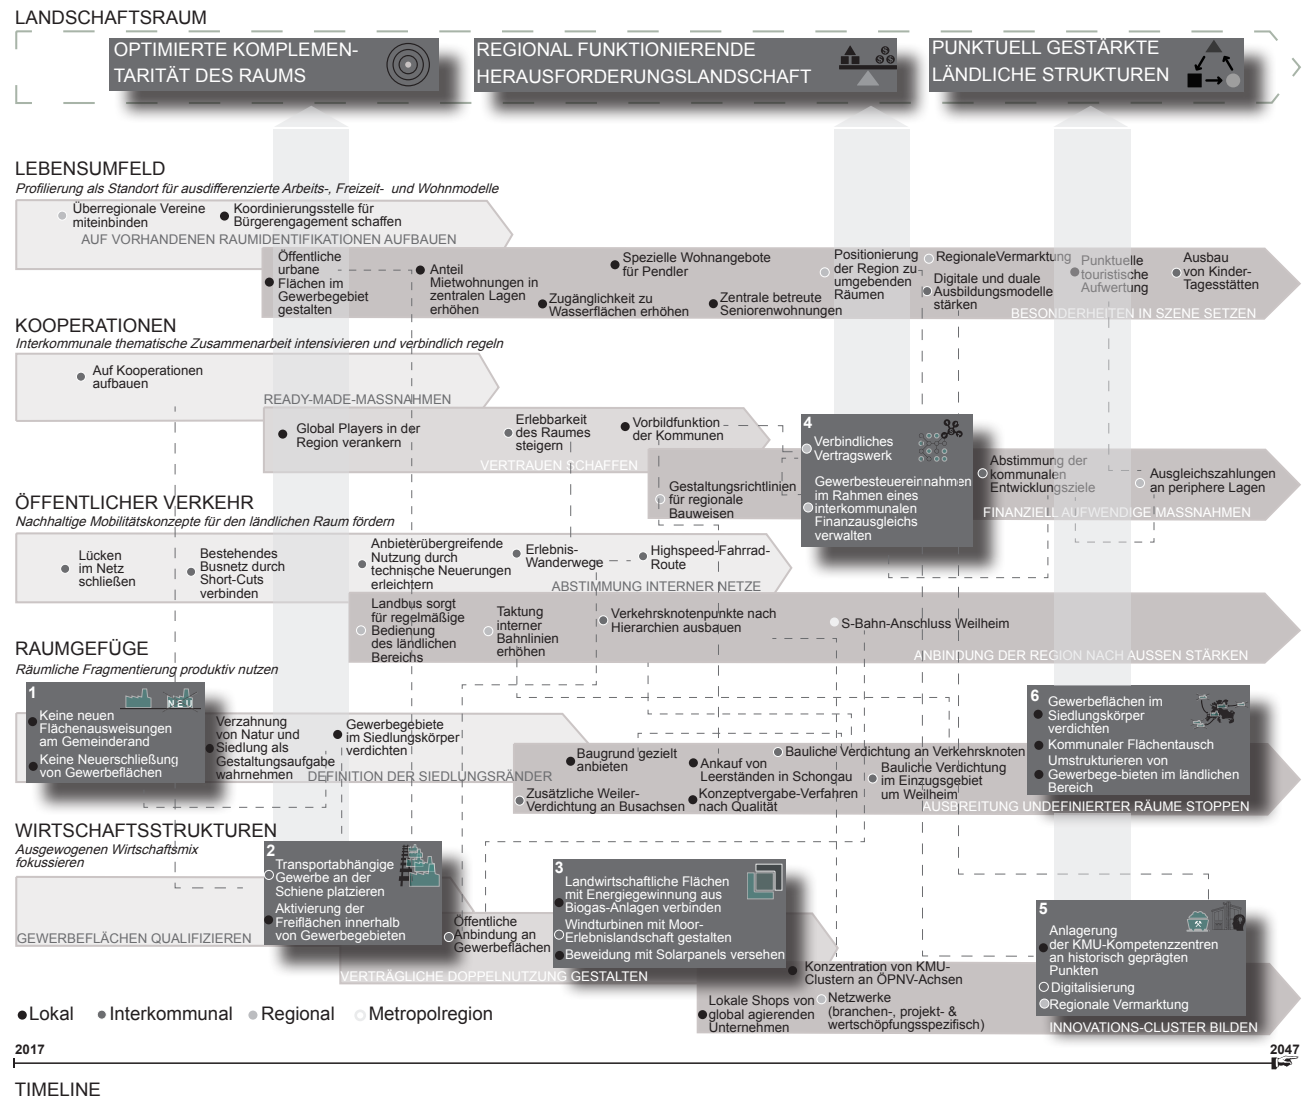 LANDSCHAFTSRAUM
OPTIMIERTE KOMPLEMEN-
TARITÄT DES RAUMS
REGIONAL FUNKTIONIERENDE
HERAUSFORDERUNGSLANDSCHAFT
PUNKTUELL GESTÄRKTE
LÄNDLICHE STRUKTUREN
LEBENSUMFELD
Profilierung als Standort für ausdifferenzierte Arbeits-, Freizeit- und Wohnmodelle
Überregionale Vereine
miteinbinden
Koordinierungsstelle für
Bürgerengagement schaffen
AUF VORHANDENEN RAUMIDENTIFIKATIONEN AUFBAUEN
Öffentliche
urbane
Flächen im
Gewerbegebiet
gestalten
Anteil
Mietwohnungen in
zentralen Lagen
erhöhen
Spezielle Wohnangebote
für Pendler
Zugänglichkeit zu
Wasserflächen erhöhen
Zentrale betreute
Seniorenwohnungen
Positionierung
der Region zu
umgebenden
Räumen
RegionaleVermarktung
Digitale und duale
Ausbildungsmodelle
stärken
Punktuelle
touristische
Aufwertung
Ausbau
von Kinder-
Tagesstätten
BESONDERHEITEN IN SZENE SETZEN
KOOPERATIONEN
Interkommunale thematische Zusammenarbeit intensivieren und verbindlich regeln
Auf Kooperationen
aufbauen
READY-MADE-MASSNAHMEN
Global Players in der
Region verankern
Erlebbarkeit
des Raumes
steigern
Vorbildfunktion
der Kommunen
VERTRAUEN SCHAFFEN
Gestaltungsrichtlinien
für regionale
Bauweisen
4
Verbindliches
Vertragswerk
Gewerbesteuereinnahmen
im Rahmen eines
interkommunalen
Finanzausgleichs
verwalten
Abstimmung der
kommunalen
Entwicklungsziele
Ausgleichszahlungen
an periphere Lagen
FINANZIELL AUFWENDIGE MASSNAHMEN
ÖFFENTLICHER VERKEHR
Nachhaltige Mobilitätskonzepte für den ländlichen Raum fördern
Lücken
im Netz
schließen
Bestehendes
Busnetz durch
Short-Cuts
verbinden
Anbieterübergreifende
Nutzung durch
technische Neuerungen
erleichtern
Erlebnis-
Wanderwege
Highspeed-Fahrrad-
Route
ABSTIMMUNG INTERNER NETZE
Landbus sorgt
für regelmäßige
Bedienung
des ländlichen
Bereichs
Taktung
interner
Bahnlinien
erhöhen
Verkehrsknotenpunkte nach
Hierarchien ausbauen
S-Bahn-Anschluss Weilheim
ANBINDUNG DER REGION NACH AUSSEN STÄRKEN
RAUMGEFÜGE
Räumliche Fragmentierung produktiv nutzen
1
NEU
Keine neuen
Flächenausweisungen
am Gemeinderand
Keine Neuerschließung
von Gewerbeflächen
Verzahnung
von Natur und
Siedlung als
Gestaltungsaufgabe
wahrnehmen
Gewerbegebiete
im Siedlungskörper
verdichten
DEFINITION DER SIEDLUNGSRÄNDER
Baugrund gezielt
anbieten
Zusätzliche Weiler-
Verdichtung an Busachsen
Ankauf von
Leerständen in Schongau
Konzeptvergabe-Verfahren
nach Qualität
Bauliche Verdichtung an Verkehrsknoten
Bauliche Verdichtung
im Einzugsgebiet
um Weilheim
AUSBREITUNG UNDEFINIERTER RÄUME STOPPEN
6
Gewerbeflächen im
Siedlungskörper
verdichten
Kommunaler Flächentausch
Umstrukturieren von
Gewerbege-bieten im ländlichen
Bereich
WIRTSCHAFTSSTRUKTUREN
Ausgewogenen Wirtschaftsmix
fokussieren
2
Transportabhängige
Gewerbe an der
Schiene platzieren
Aktivierung der
Freiflächen innerhalb
von Gewerbegebieten
GEWERBEFLÄCHEN QUALIFIZIEREN
Öffentliche
Anbindung an
Gewerbeflächen
3
Landwirtschaftliche Flächen
mit Energiegewinnung aus
Biogas-Anlagen verbinden
Windturbinen mit Moor-
Erlebnislandschaft gestalten
Beweidung mit Solarpanels versehen
VERTRÄGLICHE DOPPELNUTZUNG GESTALTEN
Konzentration von KMU-
Clustern an ÖPNV-Achsen
Lokale Shops von
global agierenden
Unternehmen
Netzwerke
(branchen-, projekt- &
wertschöpfungsspezifisch)
5
Anlagerung
der KMU-Kompetenzzentren
an historisch geprägten
Punkten
Digitalisierung
Regionale Vermarktung
INNOVATIONS-CLUSTER BILDEN
Lokal
Interkommunal
Regional
Metropolregion
2017
2047
TIMELINE